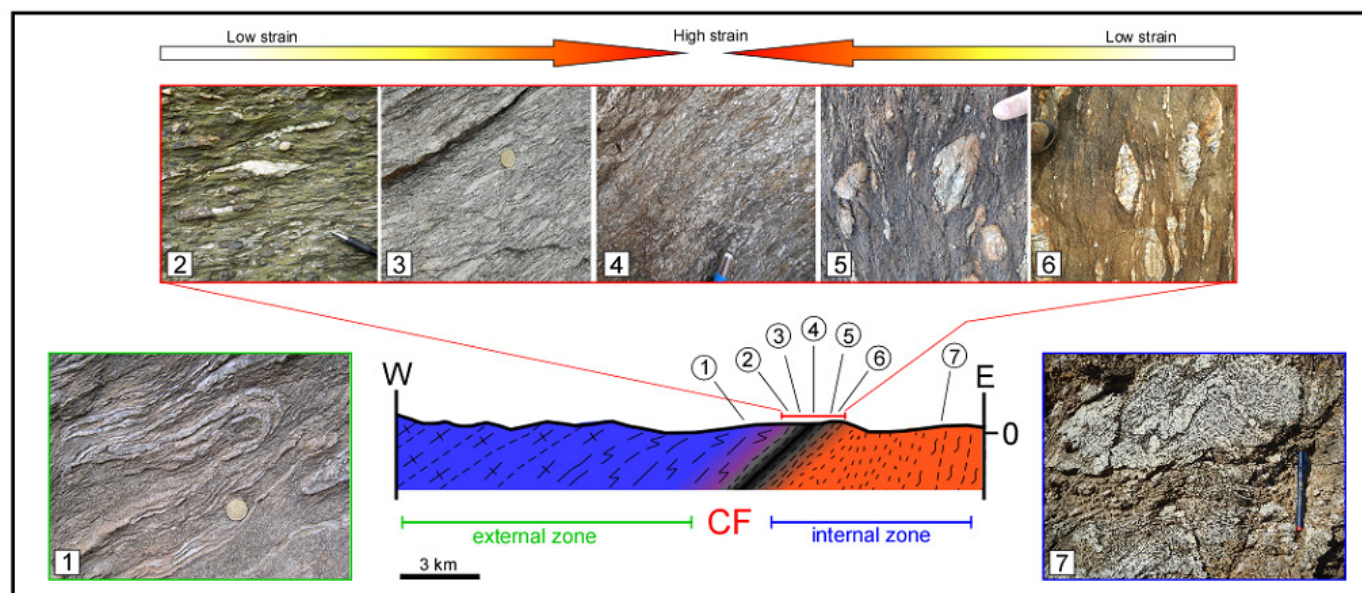 Low strain High strain Low strain
2 3 4 5 6
1 2 3 4 5 6 7
W E
0
external zone CF internal zone
3 km
1 7